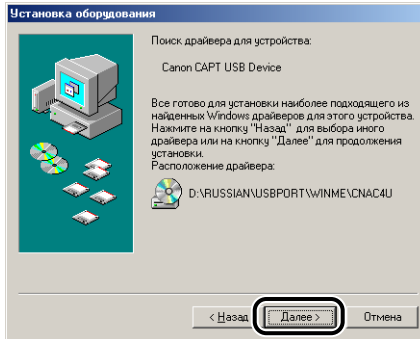 Установка оборудования
Поиск драйвера для устройства:
Canon CAPT USB Device
Все готово для установки наиболее подходящего из
найденных Windows драйверов для этого устройства.
Нажмите на кнопку "Назад" для выбора иного
драйвера или на кнопку "Далее" для продолжения
установки.
Расположение драйвера:
D:\RUSSIAN\USBPORT\WINME\CNAC4U
< Назад Далее > Отмена